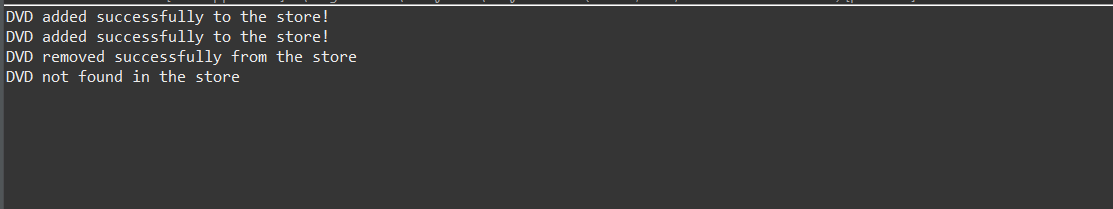 DVD added successfully to the store!
DVD added successfully to the store!
DVD removed successfully from the store
DVD not found in the store